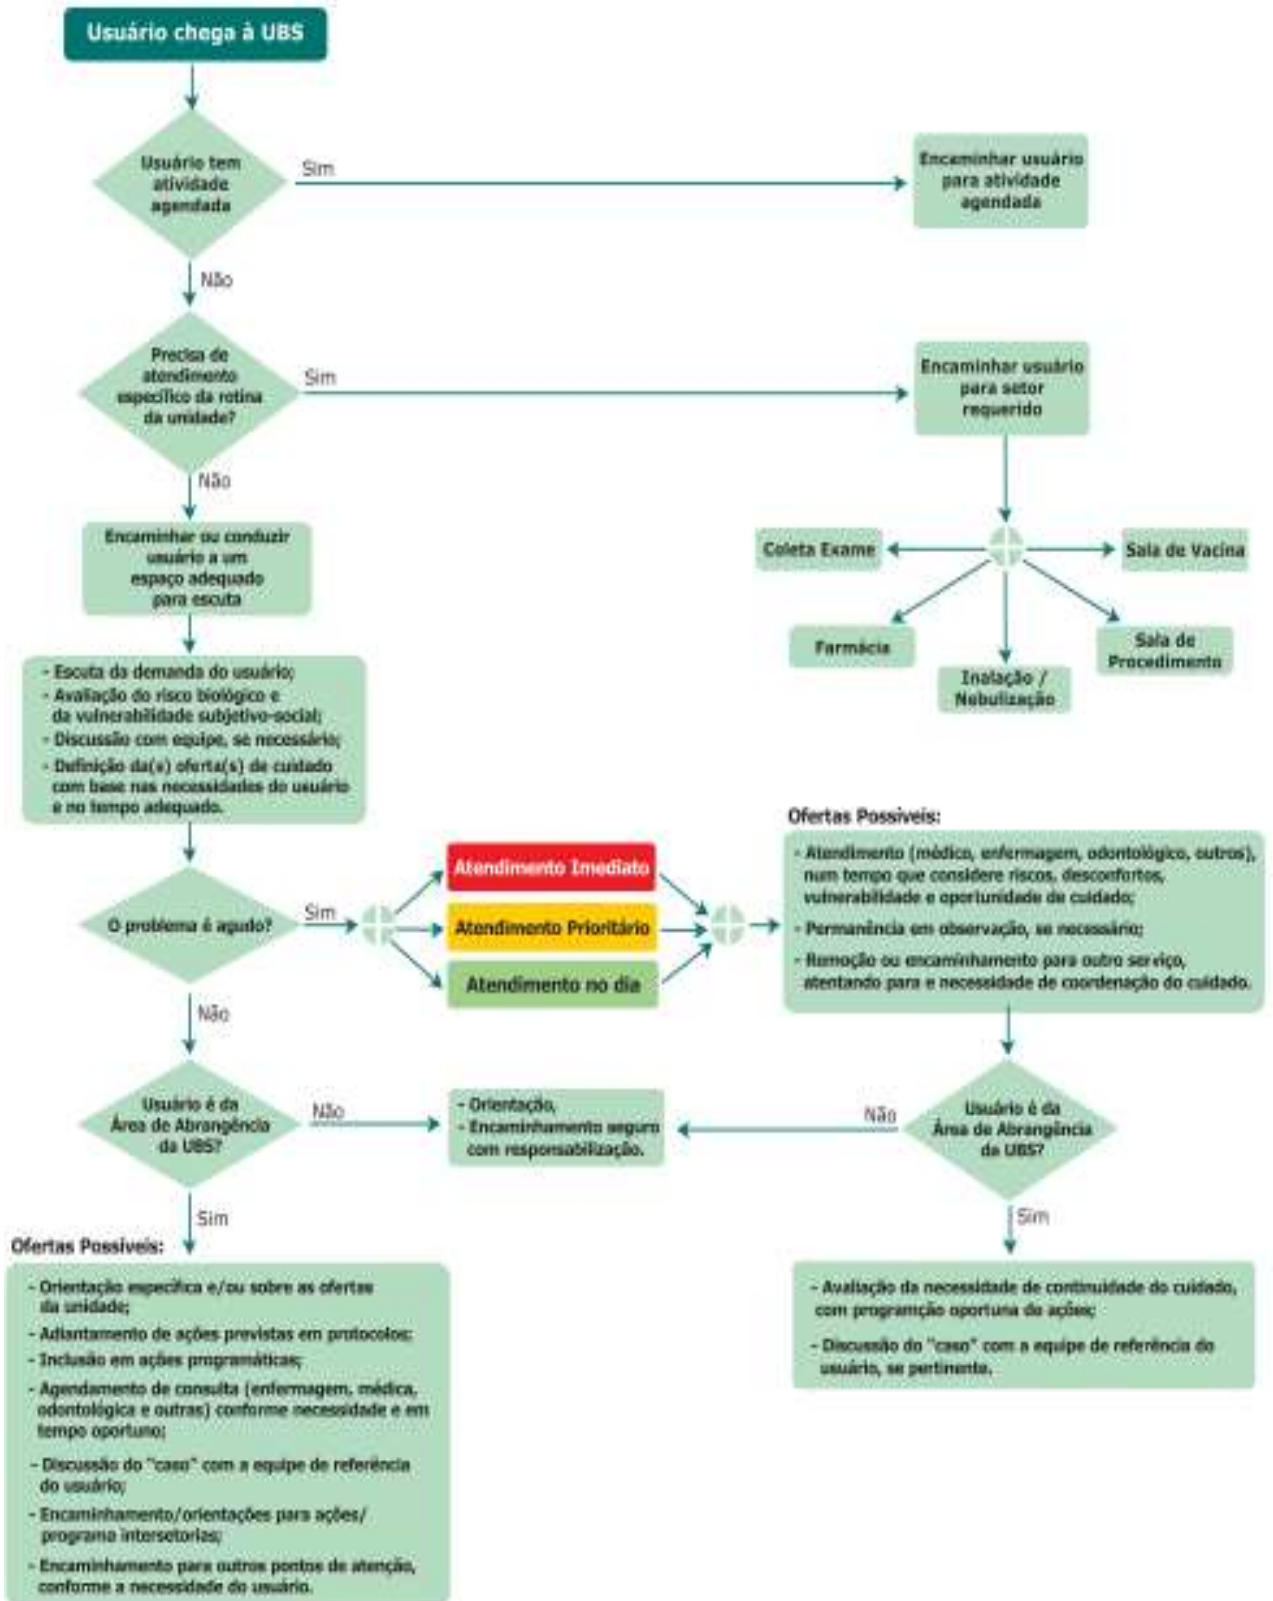 Usuário chega à UBS
Usuário tem
atividade
agendada
Sim
Encaminhar usuário
para atividade
agendada
Não
Precisa de
atendimento
específico da rotina
da unidade?
Sim
Encaminhar usuário
para setor
requerido
Não
Encaminhar ou conduzir
usuário a um
espaço adequado
para escuta
Coleta Exame
Sala de Vacina
Farmácia
Inalação /
Nebulização
Sala de
Procedimento
- Escuta da demanda do usuário;
- Avaliação do risco biológico e
da vulnerabilidade subjetivo-social;
- Discussão com equipe, se necessário;
- Definição da(s) oferta(s) de cuidado
com base nas necessidades do usuário
e no tempo adequado.
O problema é agudo?
Sim
Atendimento Imediato
Atendimento Prioritário
Atendimento no dia
Ofertas Possíveis:
- Atendimento (médico, enfermagem, odontológico, outros),
num tempo que considere riscos, desconfortos,
vulnerabilidade e oportunidade de cuidado;
- Permanência em observação, se necessário;
- Remoção ou encaminhamento para outro serviço,
atentando para e necessidade de coordenação do cuidado.
Não
Usuário é da
Área de Abrangência
da UBS?
Não
- Orientação,
- Encaminhamento seguro
com responsabilização.
Não
Usuário é da
Área de Abrangência
da UBS?
Sim
Sim
Ofertas Possíveis:
- Orientação específica e/ou sobre as ofertas
da unidade;
- Adiantamento de ações previstas em protocolos;
- Inclusão em ações programáticas;
- Agendamento de consulta (enfermagem, médica,
odontológica e outras) conforme necessidade e em
tempo oportuno;
- Discussão do "caso" com a equipe de referência
do usuário;
- Encaminhamento/orientações para ações/
programa intersetorias;
- Encaminhamento para outros pontos de atenção,
conforme a necessidade do usuário.
- Avaliação da necessidade de continuidade do cuidado,
com programção oportuna de ações;
- Discussão do "caso" com a equipe de referência do
usuário, se pertinente.